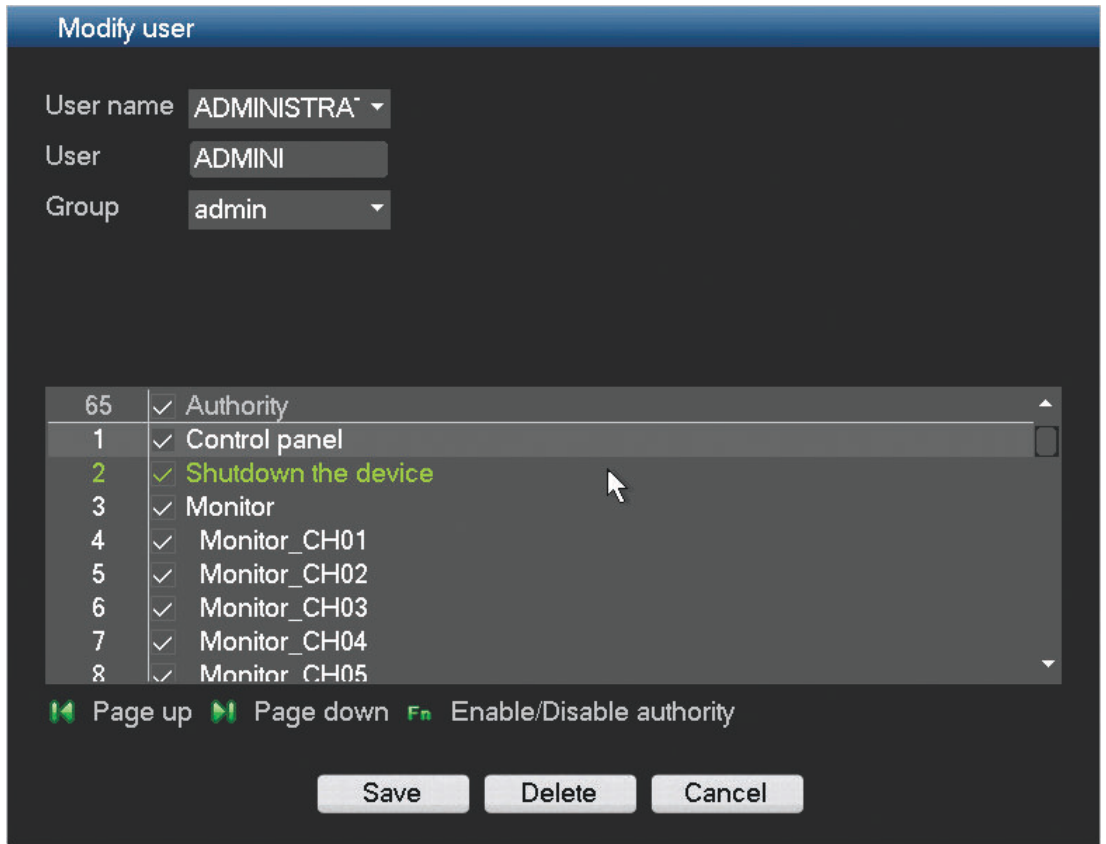 Modify user
User name ADMINISTRA
User ADMINI
Group admin
65 Authority
1 Control panel
2 Shutdown the device
3 Monitor
4 Monitor_CH01
5 Monitor_CH02
6 Monitor_CH03
7 Monitor_CH04
8 Monitor_CH05
Page up Page down Fn Enable/Disable authority
Save Delete Cancel